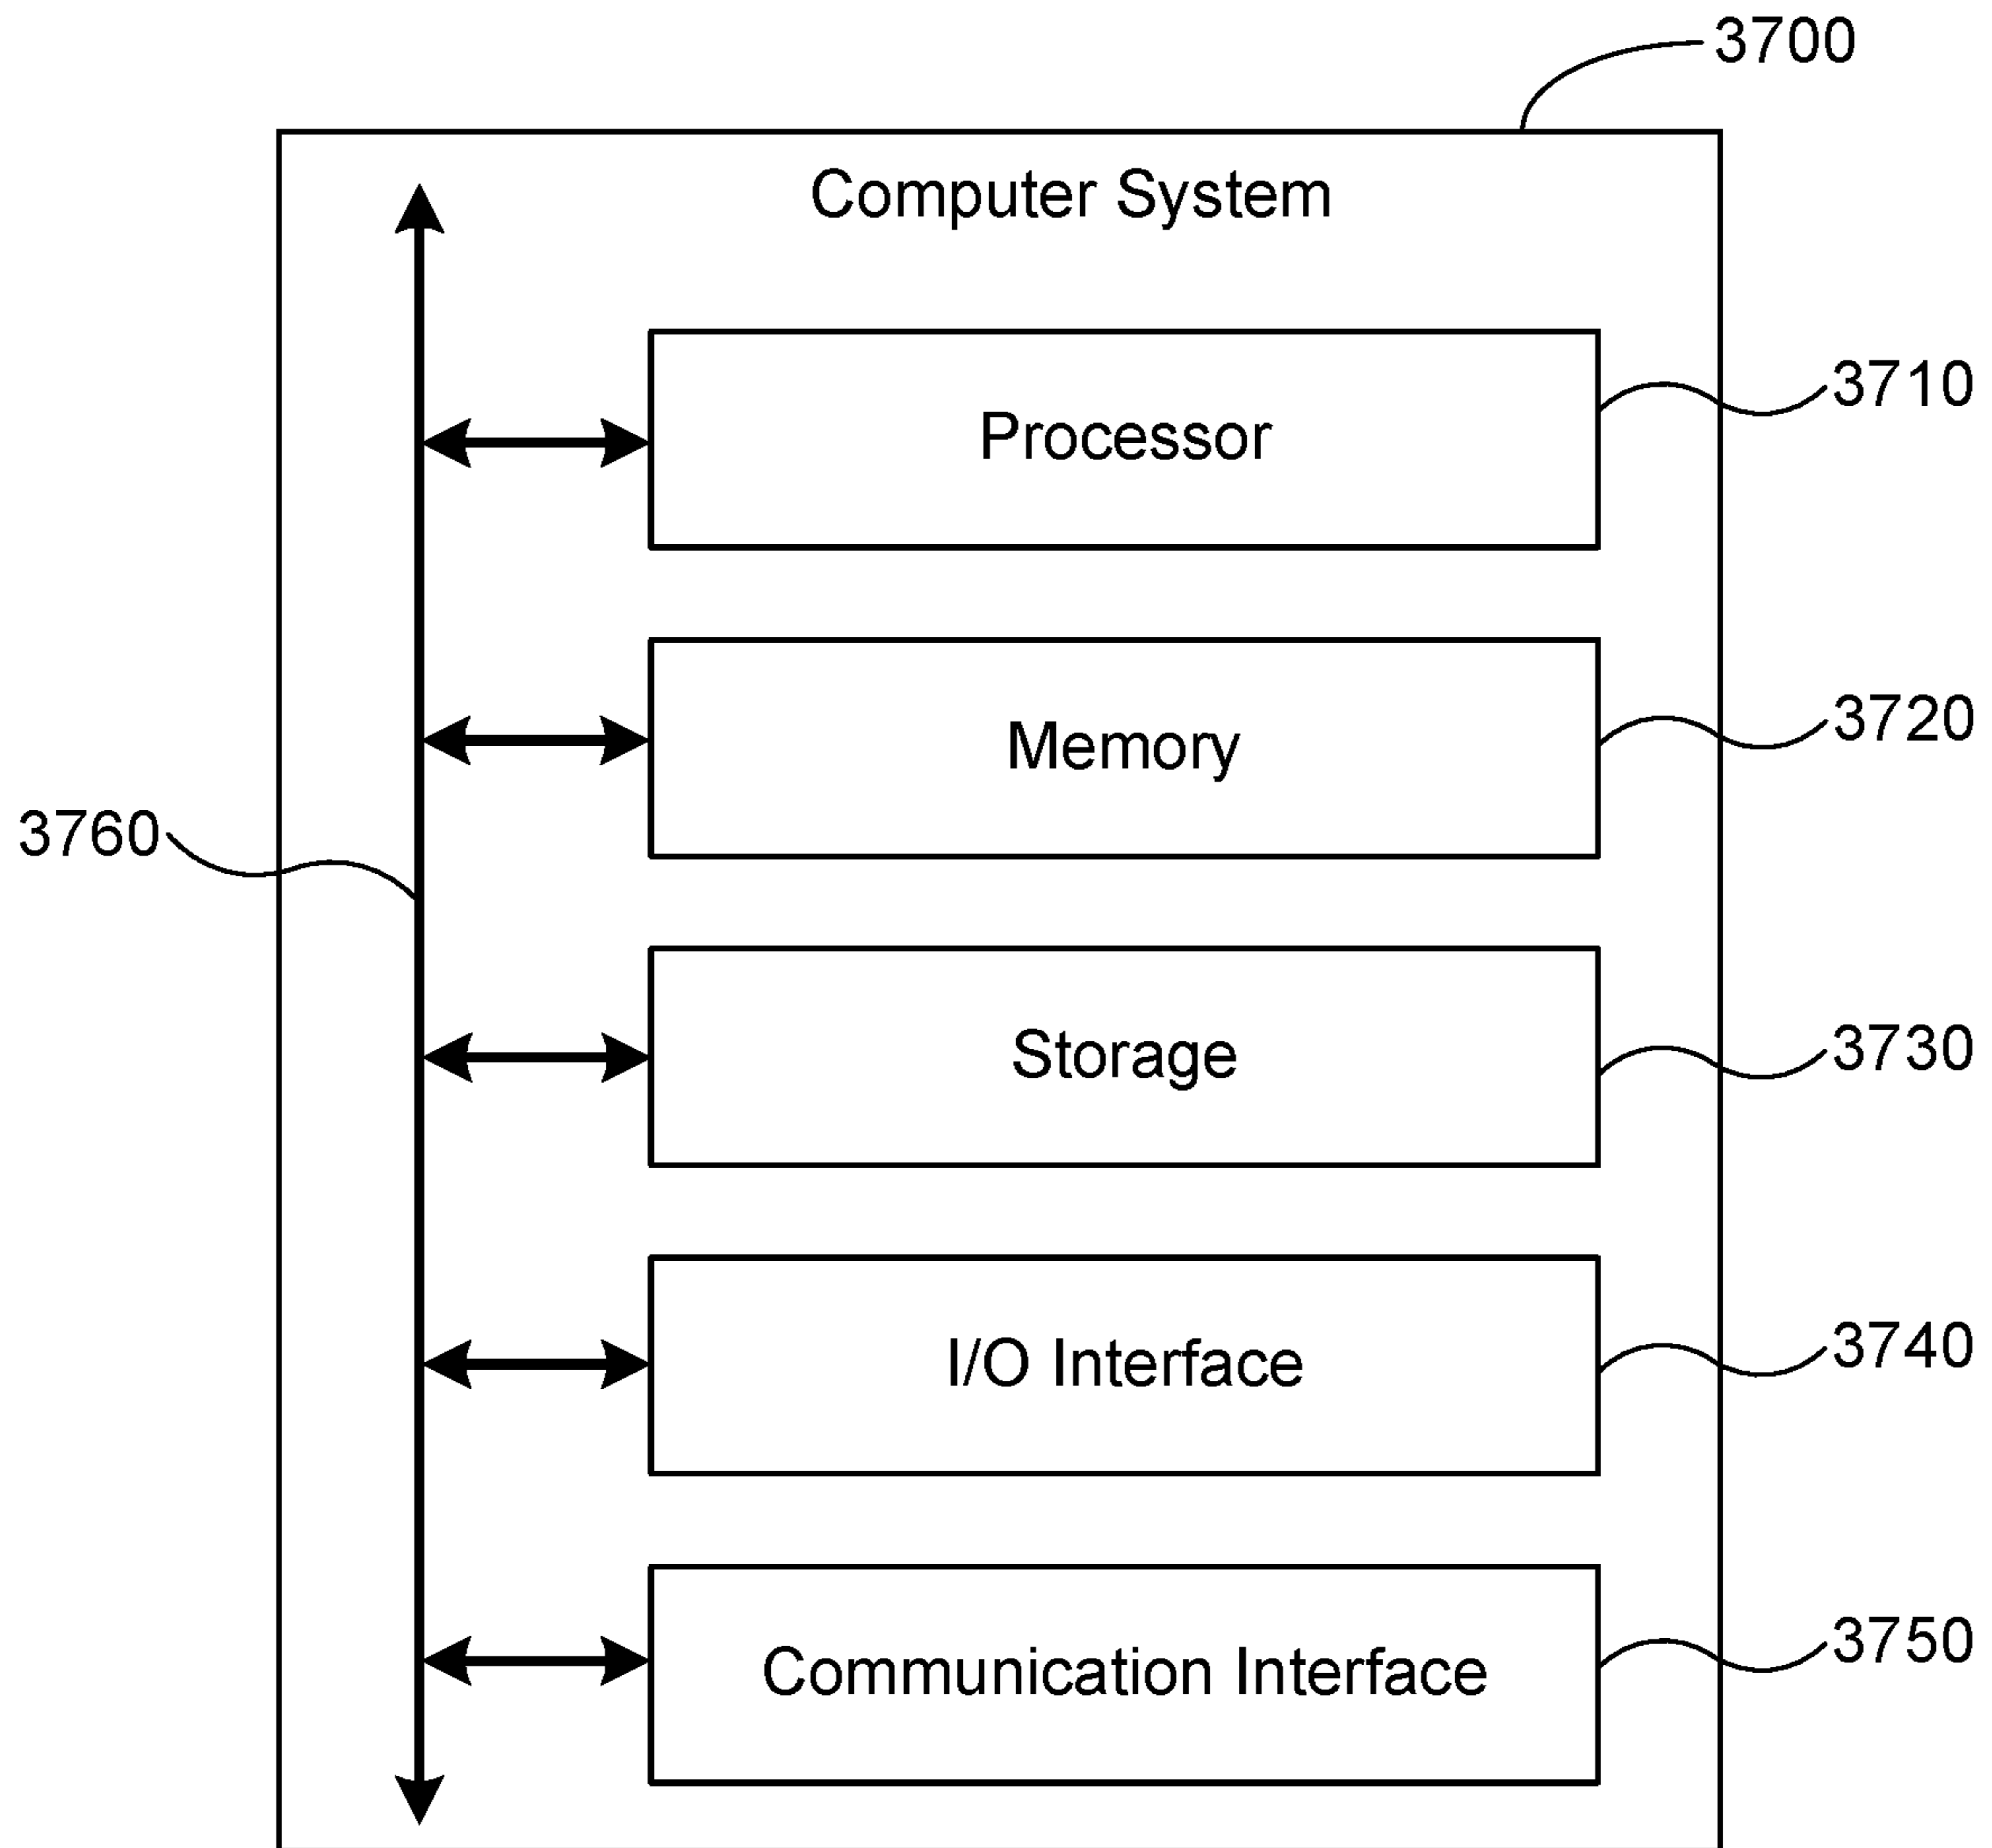 3700
Computer System
3710
Processor
3720
Memory
3760
3730
Storage
3740
I/O Interface
3750
Communication Interface